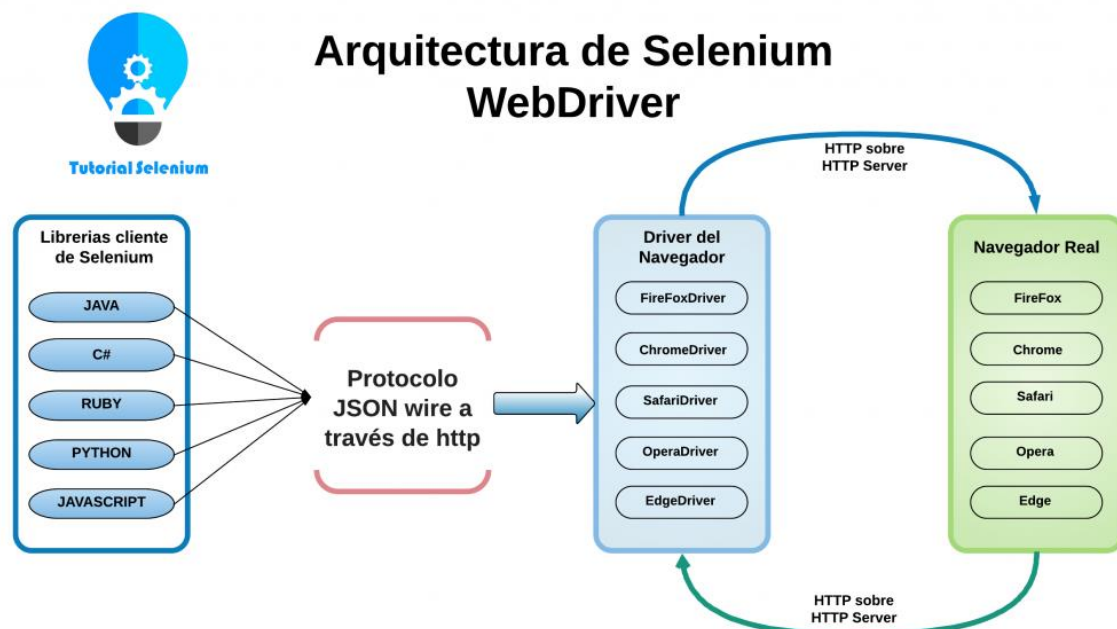 Arquitectura de Selenium
WebDriver
Tutorial Selenium
HTTP sobre
HTTP Server
Librerias cliente
de Selenium
JAVA
C#
RUBY
PYTHON
JAVASCRIPT
Protocolo
JSON wire a
través de http
Driver del
Navegador
FireFoxDriver
ChromeDriver
SafariDriver
OperaDriver
EdgeDriver
Navegador Real
FireFox
Chrome
Safari
Opera
Edge
HTTP sobre
HTTP Server